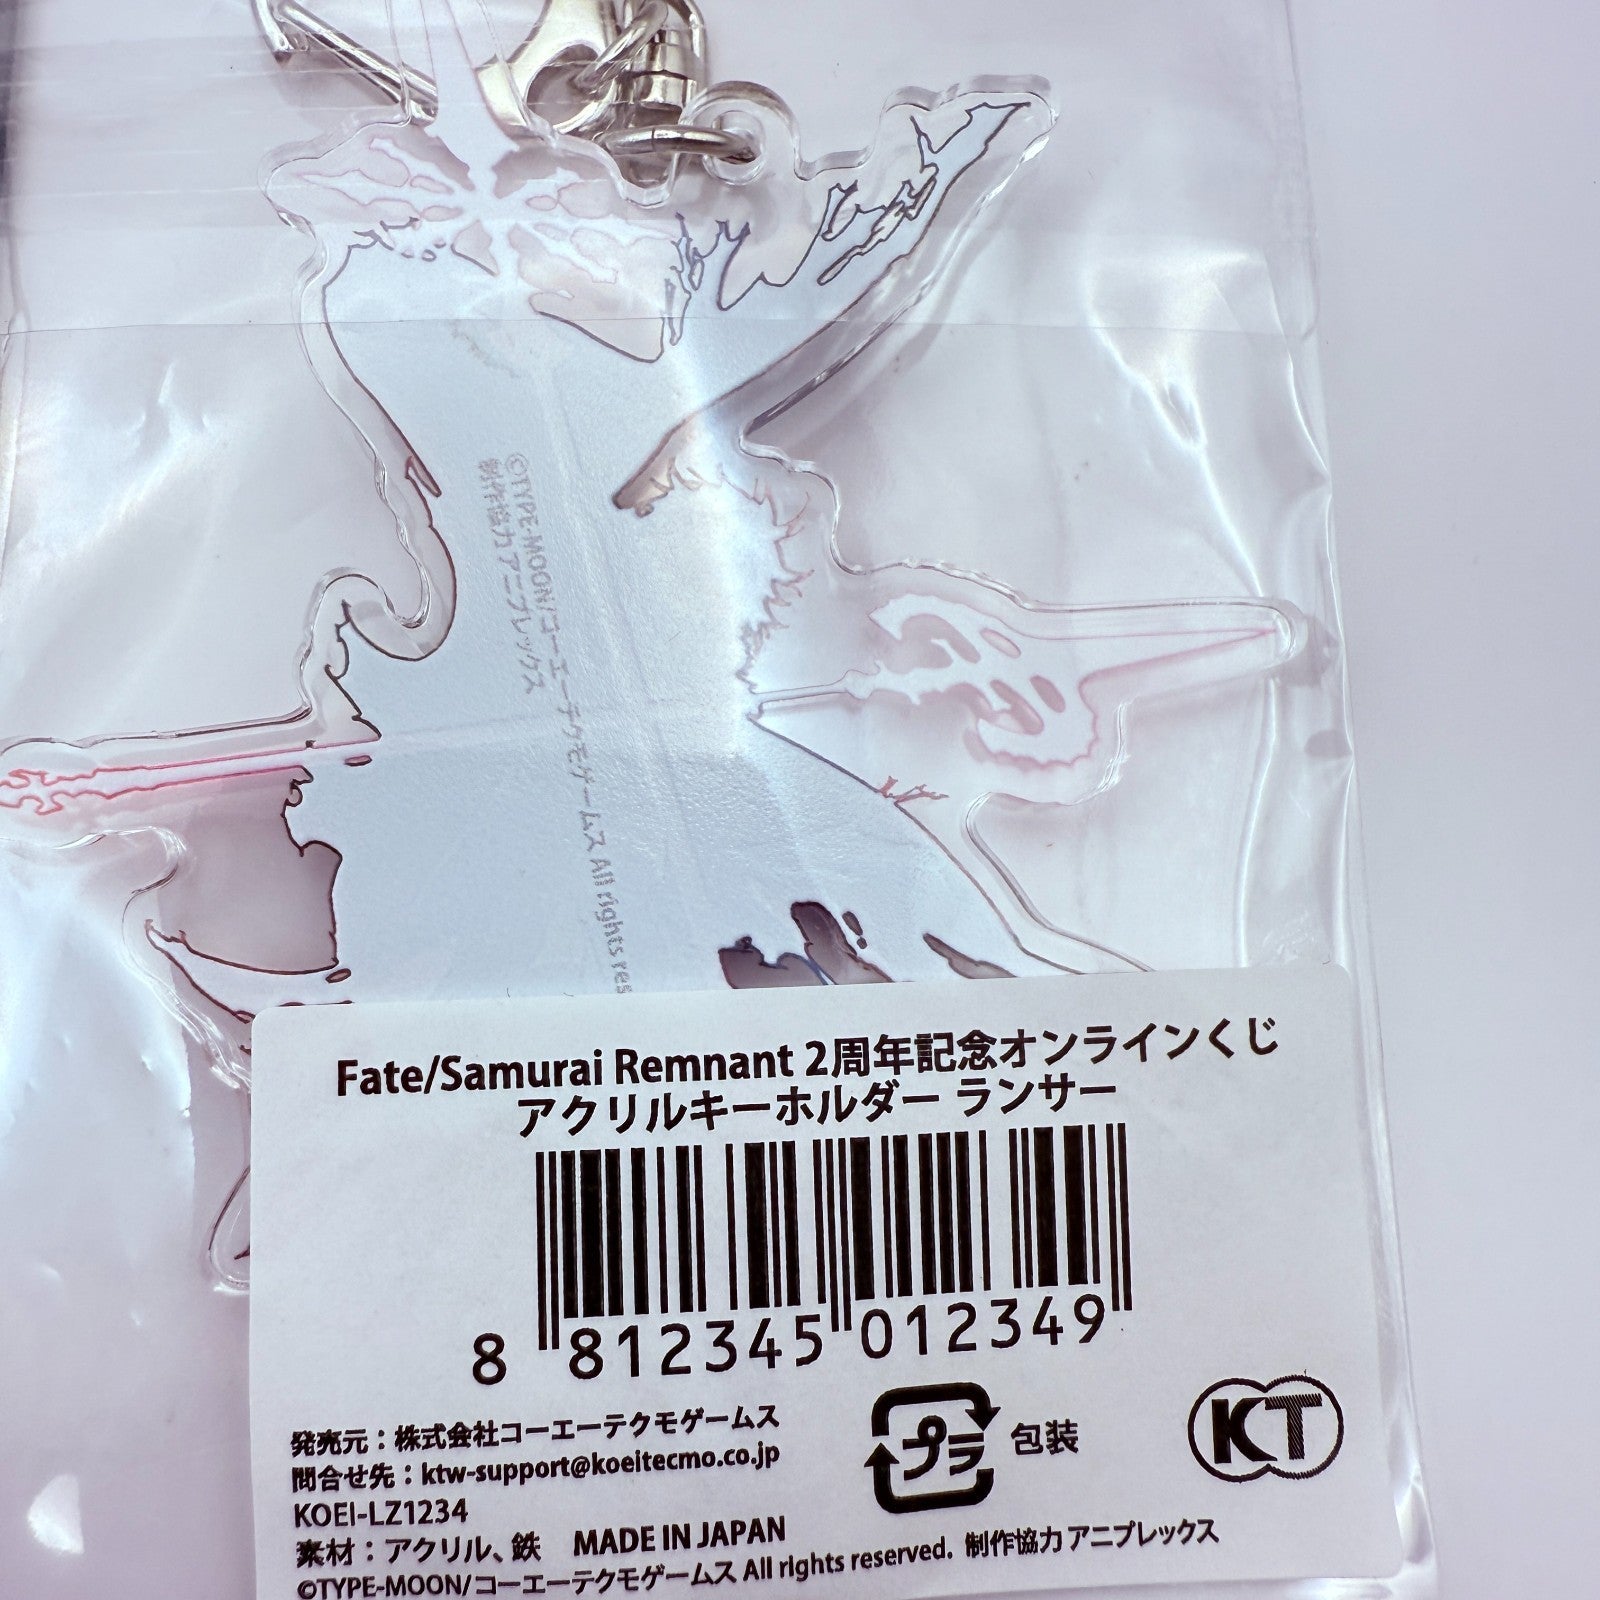 ©TYPE-MOON/コーエーテクモゲームス All rights res
制作協力 アニプレックス
Fate/Samurai Remnant 2周年記念オンラインくじ
アクリルキーホルダー ランサー
8 812345 012349
発売元：株式会社コーエーテクモゲームス
問合せ先：ktw-support@koeitecmo.co.jp
KOEI-LZ1234
素材：アクリル、鉄 MADE IN JAPAN
©TYPE-MOON/コーエーテクモゲームス All rights reserved. 制作協力 アニプレックス
プラ 包装
KT